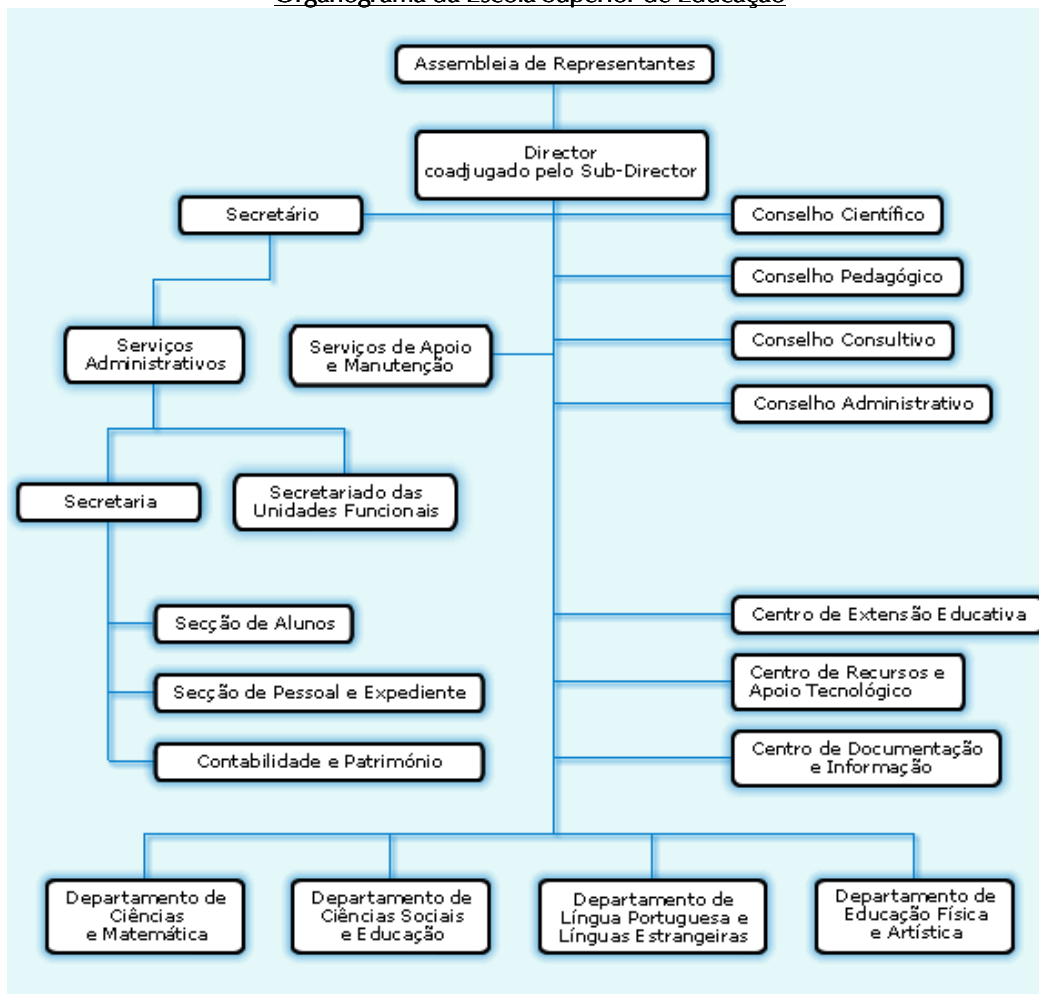 Organograma da Escola Superior de Educação
Assembleia de Representantes
Director
coadjugado pelo Sub-Director
Secretário
Conselho Científico
Conselho Pedagógico
Serviços
Administrativos
Serviços de Apoio
e Manutenção
Conselho Consultivo
Conselho Administrativo
Secretaria
Secretariado das
Unidades Funcionais
Secção de Alunos
Centro de Extensão Educativa
Secção de Pessoal e Expediente
Centro de Recursos e
Apoio Tecnológico
Contabilidade e Património
Centro de Documentação
e Informação
Departamento de
Ciências
e Matemática
Departamento de
Ciências Sociais
e Educação
Departamento de
Língua Portuguesa e
Línguas Estrangeiras
Departamento de
Educação Física
e Artística